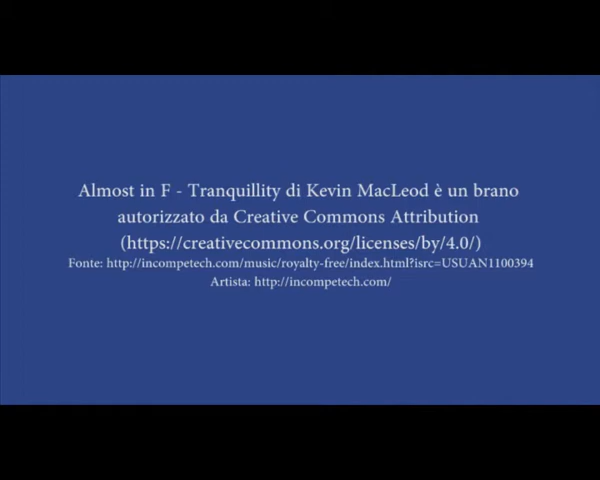 Almost in F - Tranquillity di Kevin MacLeod è un brano
autorizzato da Creative Commons Attribution
(https://creativecommons.org/licenses/by/4.0/)
Fonte: http://incompetech.com/music/royalty-free/index.html?isrc=USUAN1100394
Artista: http://incompetech.com/